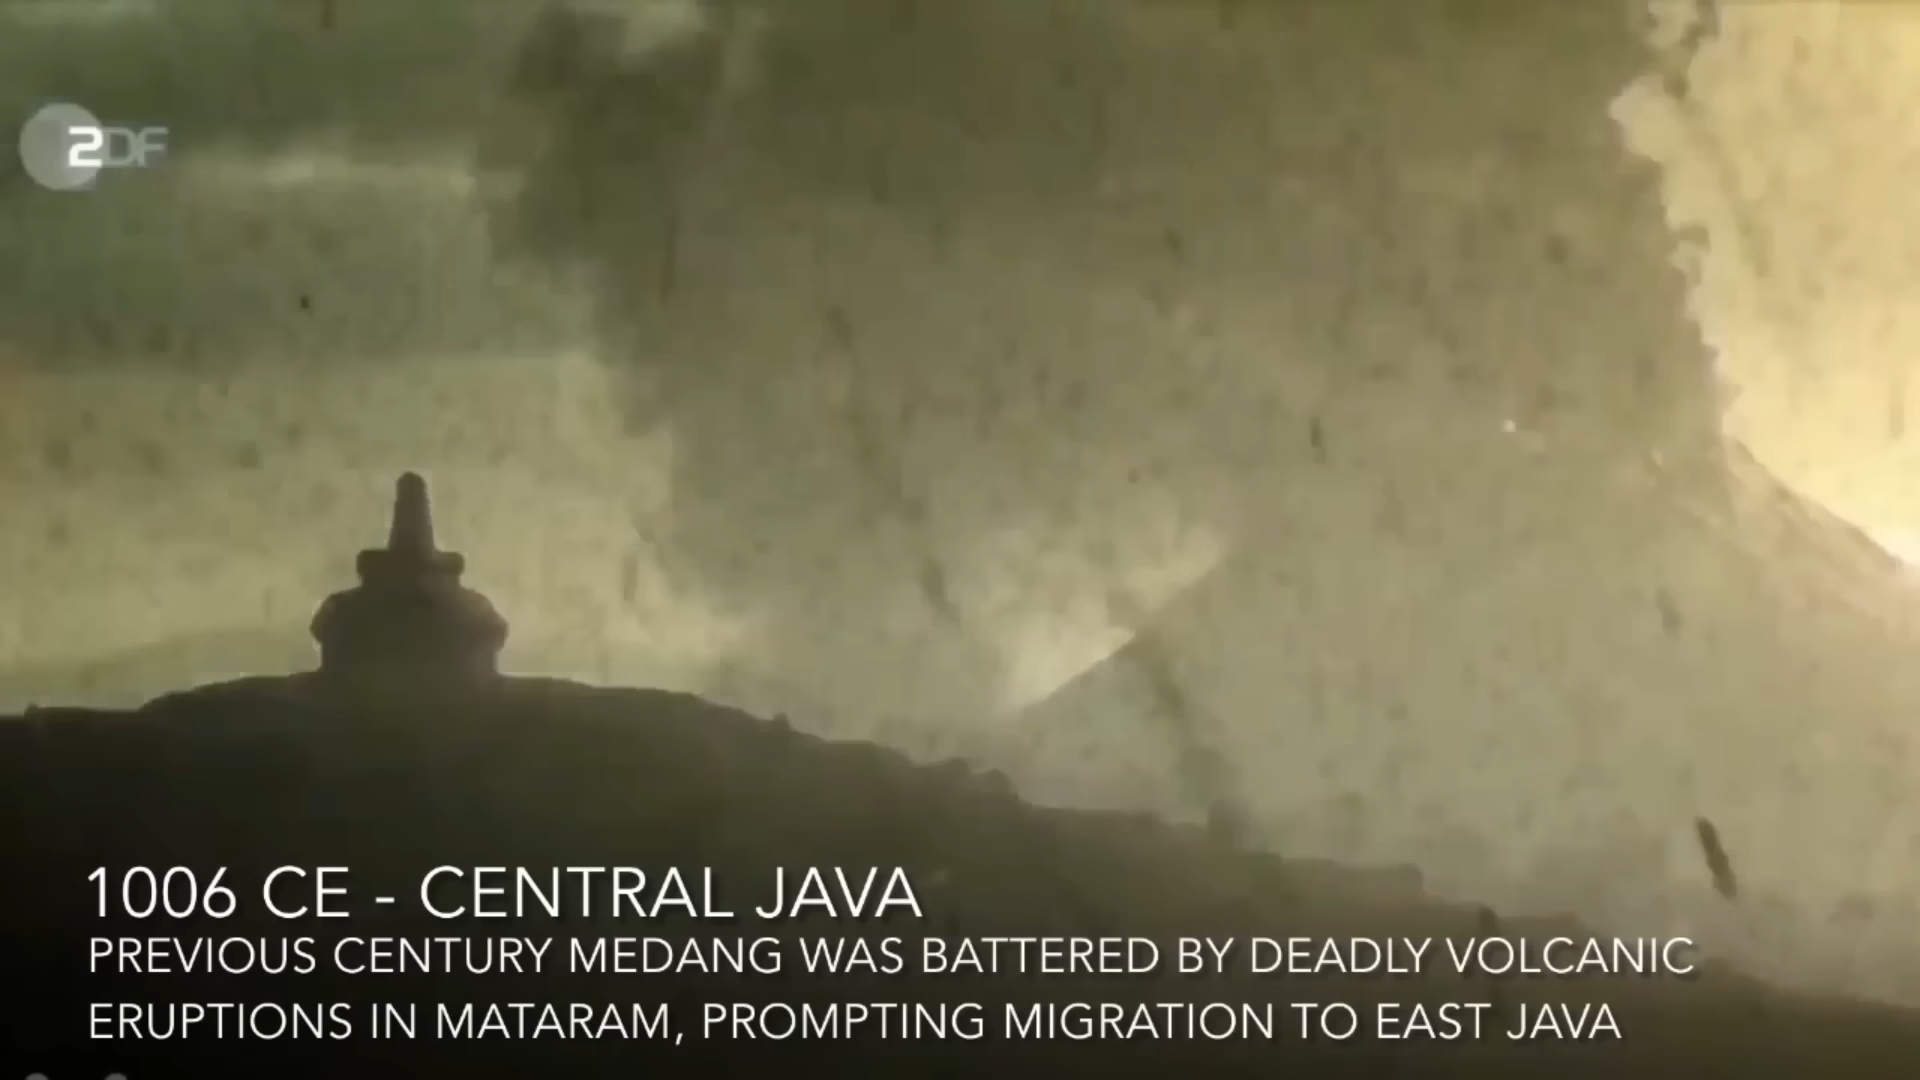 ZDF
1006 CE - CENTRAL JAVA
PREVIOUS CENTURY MEDANG WAS BATTERED BY DEADLY VOLCANIC
ERUPTIONS IN MATARAM, PROMPTING MIGRATION TO EAST JAVA